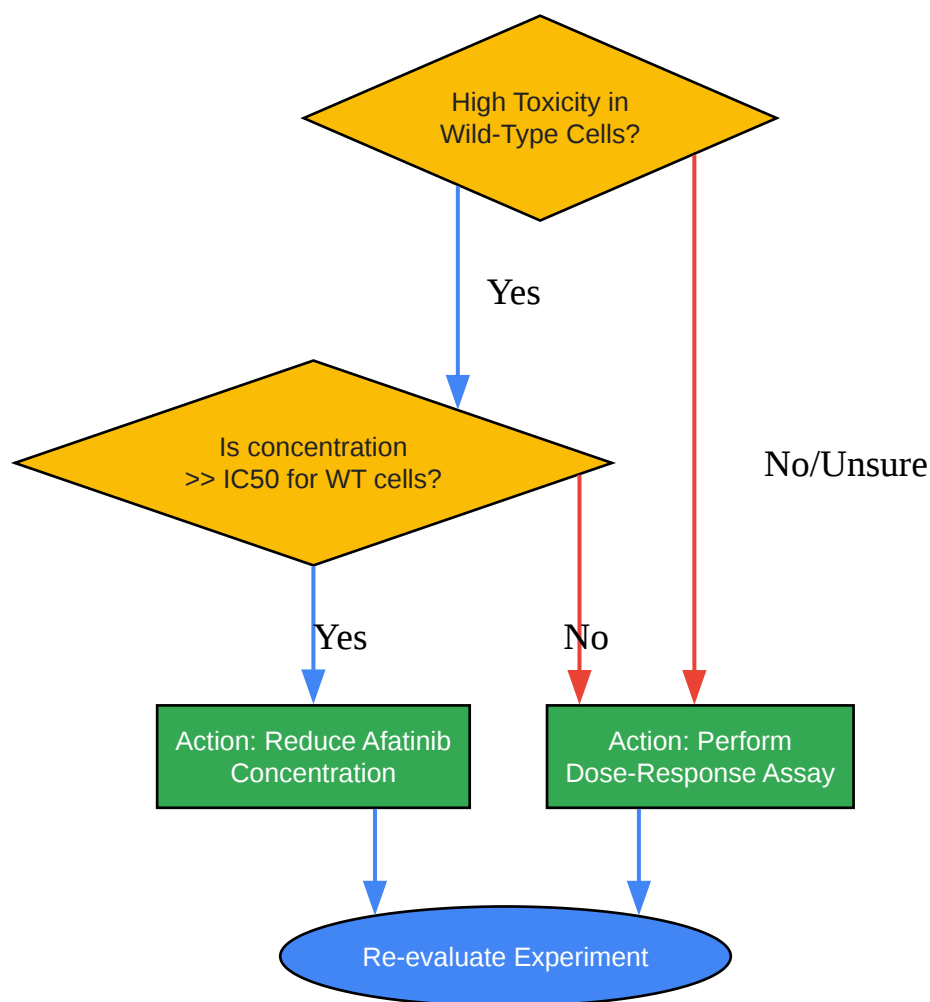 High Toxicity in
Wild-Type Cells?
Yes
Is concentration
>> IC50 for WT cells?
No/Unsure
Yes
No
Action: Reduce Afatinib
Concentration
Action: Perform
Dose-Response Assay
Re-evaluate Experiment